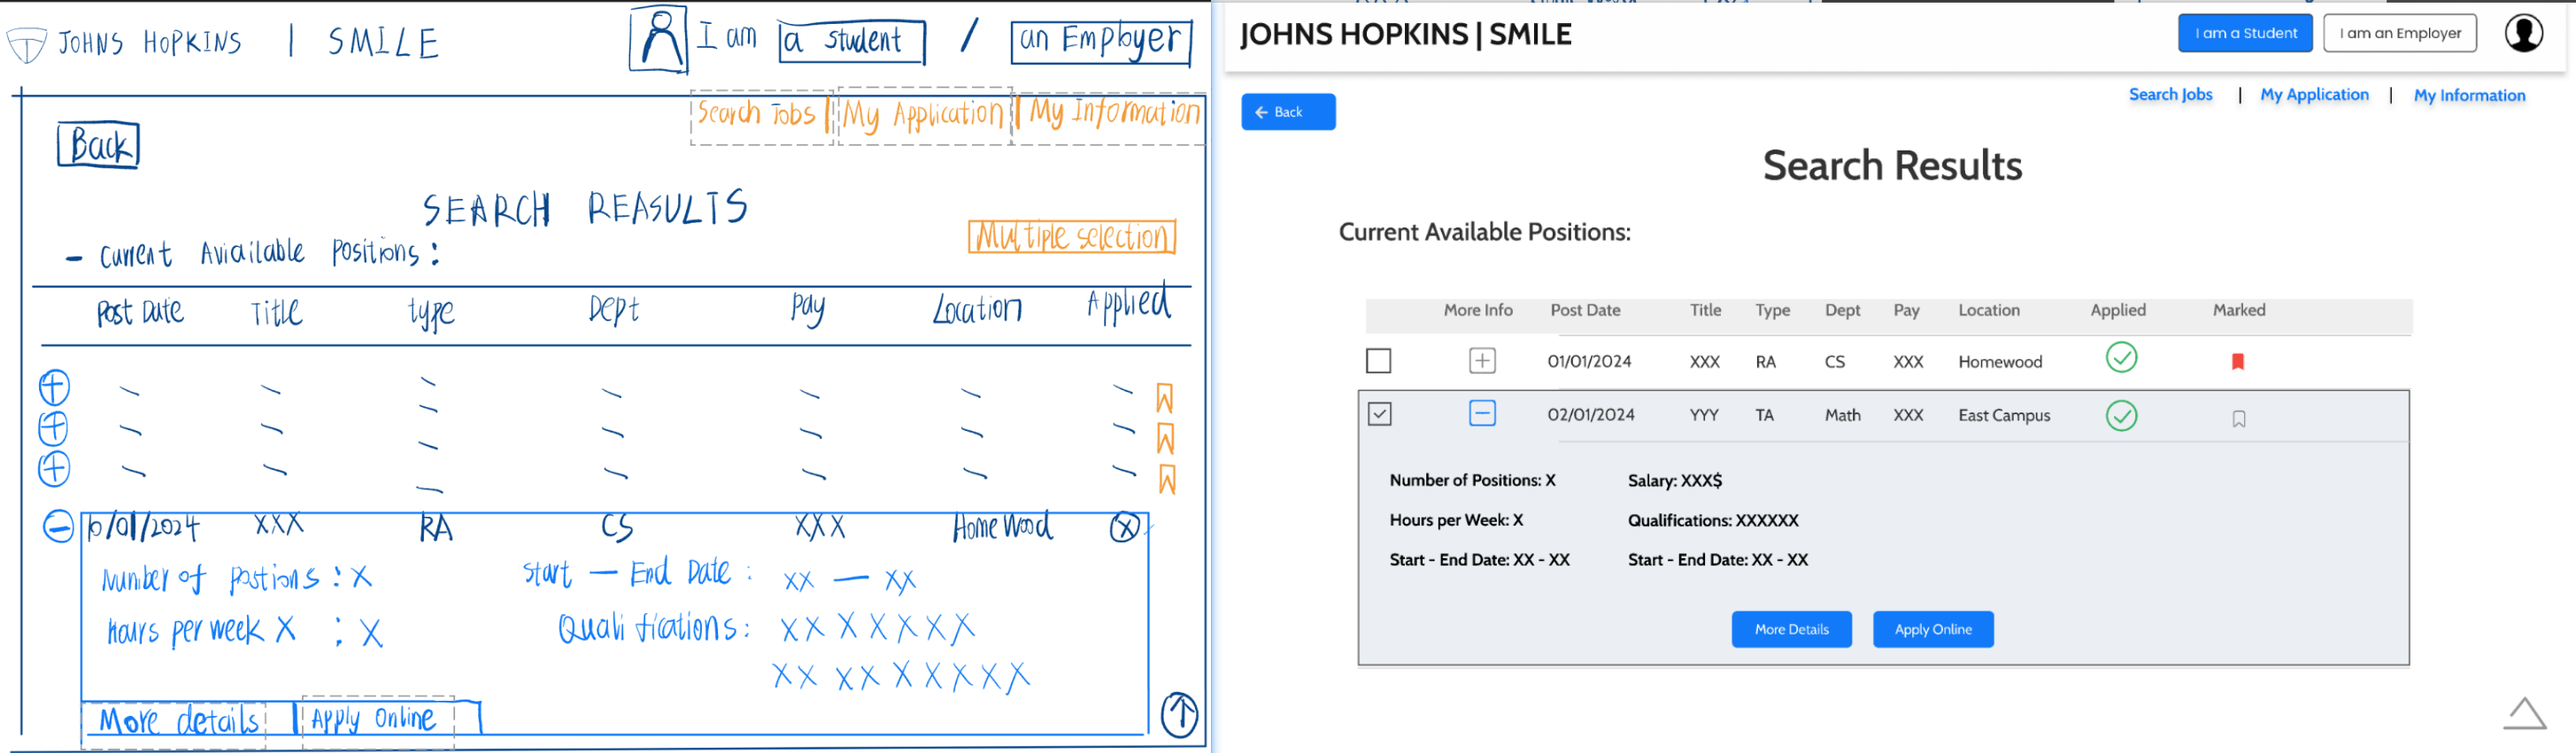 JOHNS HOPKINS | SMILE
I am a student / an Employer
Search Jobs | My Application | My Information
Back
SEARCH REASULTS
Multiple selection
- Current Aviailable Positions:
Post Date Title type Dept Pay Location Applied
10/01/2024 XXX RA CS XXX HomeWood X
Number of postions : X Start — End Date : XX — XX
Hours per week X : X Qualifications: XX XXXXX
XX XX XXXXX
More details Apply Online
JOHNS HOPKINS | SMILE
I am a Student I am an Employer
Search Jobs | My Application | My Information
← Back
Search Results
Current Available Positions:
More Info Post Date Title Type Dept Pay Location Applied Marked
01/01/2024 XXX RA CS XXX Homewood
02/01/2024 YYY TA Math XXX East Campus
Number of Positions: X Salary: XXX$
Hours per Week: X Qualifications: XXXXXX
Start - End Date: XX - XX Start - End Date: XX - XX
More Details Apply Online